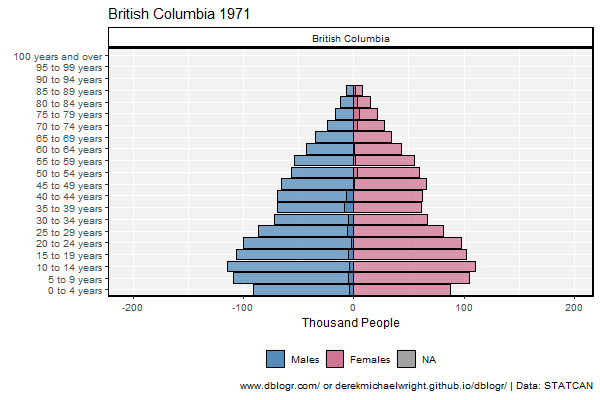 British Columbia 1971
British Columbia
100 years and over
95 to 99 years
90 to 94 years
85 to 89 years
80 to 84 years
75 to 79 years
70 to 74 years
65 to 69 years
60 to 64 years
55 to 59 years
50 to 54 years
45 to 49 years
40 to 44 years
35 to 39 years
30 to 34 years
25 to 29 years
20 to 24 years
15 to 19 years
10 to 14 years
5 to 9 years
0 to 4 years
-200 -100 0 100 200
Thousand People
Males Females NA
www.dblogr.com/ or derekmichaelwright.github.io/dblogr/ | Data: STATCAN